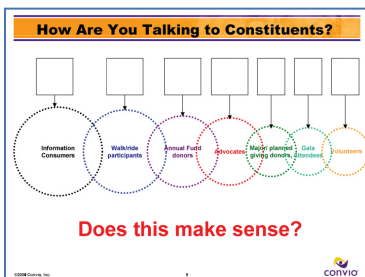 How Are You Talking to Constituents?
Information
Consumers
Walk/ride
participants
Annual Fund
donors
Advocates
Major/ planned
giving donors,
Gala
attendees
Volunteers
Does this make sense?
©2008 Convio, Inc.
convio